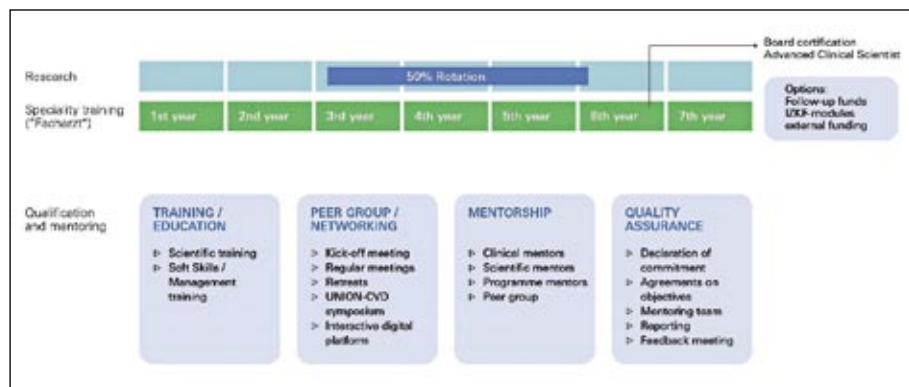 Board certification
Advanced Clinical Scientist
Research
50% Rotation
Speciality training
("Facharzt")
1st year
2nd year
3rd year
4th year
5th year
6th year
7th year
Options:
Follow-up funds
IZKF-modules
external funding
Qualification
and mentoring
TRAINING /
EDUCATION
Scientific training
Soft Skills /
Management
training
PEER GROUP /
NETWORKING
Kick-off meeting
Regular meetings
Retreats
UNION-CVD
symposium
Interactive digital
platform
MENTORSHIP
Clinical mentors
Scientific mentors
Programme mentors
Peer group
QUALITY
ASSURANCE
Declaration of
commitment
Agreements on
objectives
Mentoring team
Reporting
Feedback meeting